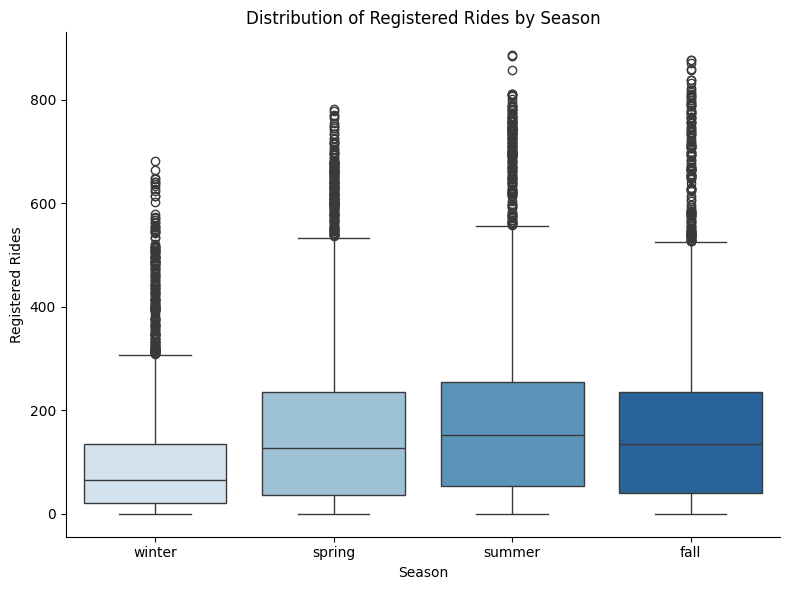 Distribution of Registered Rides by Season
Registered Rides
800
600
400
200
0
winter spring summer fall
Season